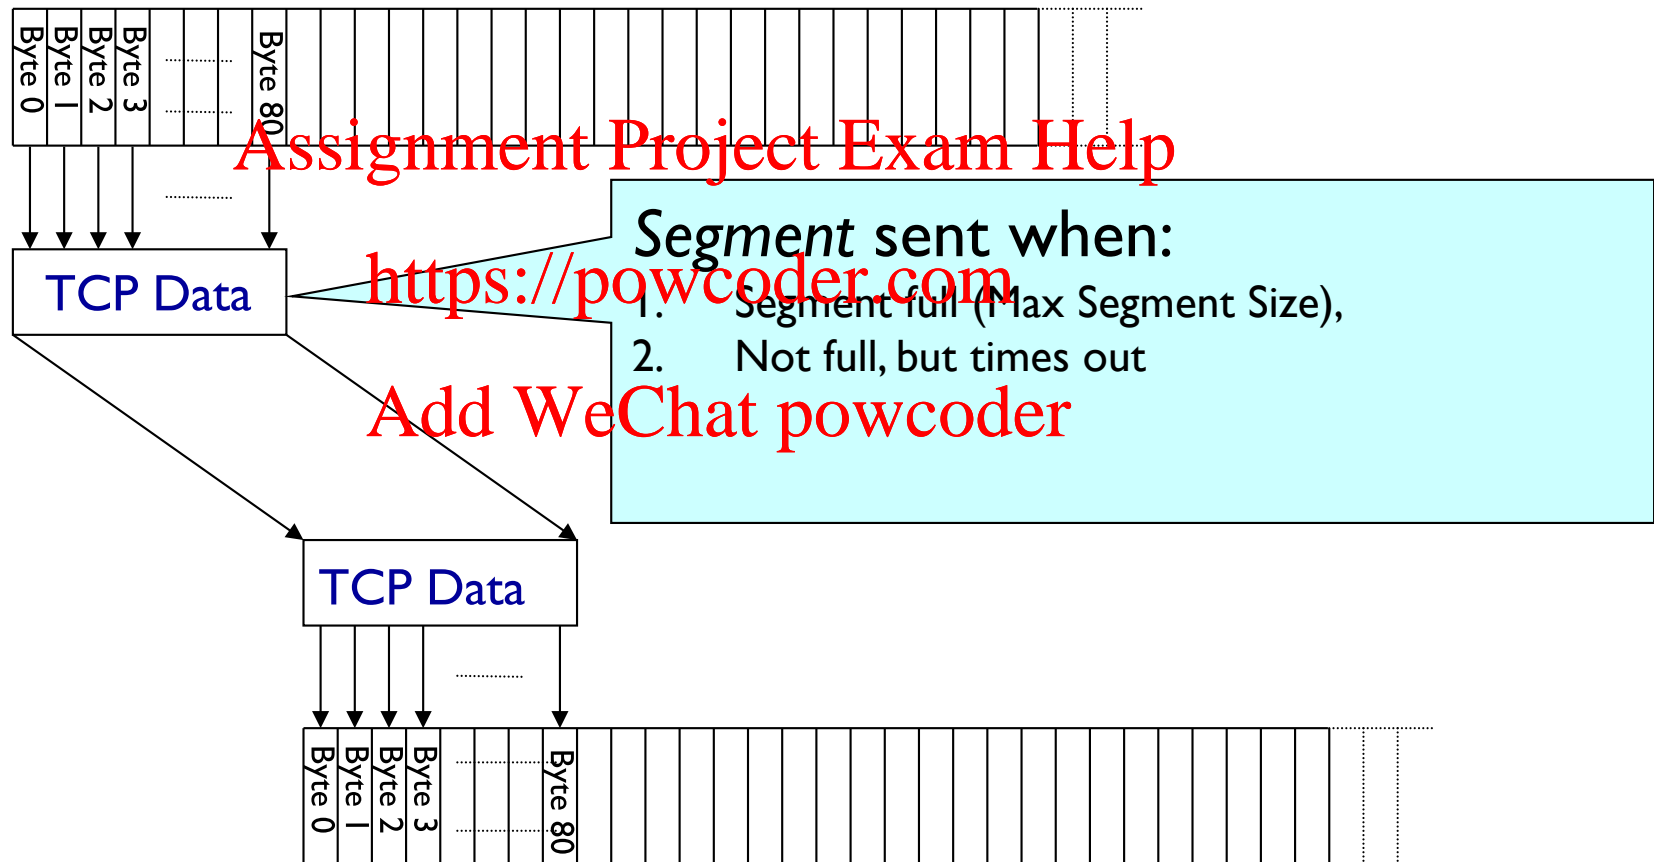 Byte 0
Byte 1
Byte 2
Byte 3
Byte 80
Assignment Project Exam Help
Segment sent when:
https://powcoder.com
1. Segment full (Max Segment Size),
2. Not full, but times out
TCP Data
Add WeChat powcoder
TCP Data
Byte 0
Byte 1
Byte 2
Byte 3
Byte 80